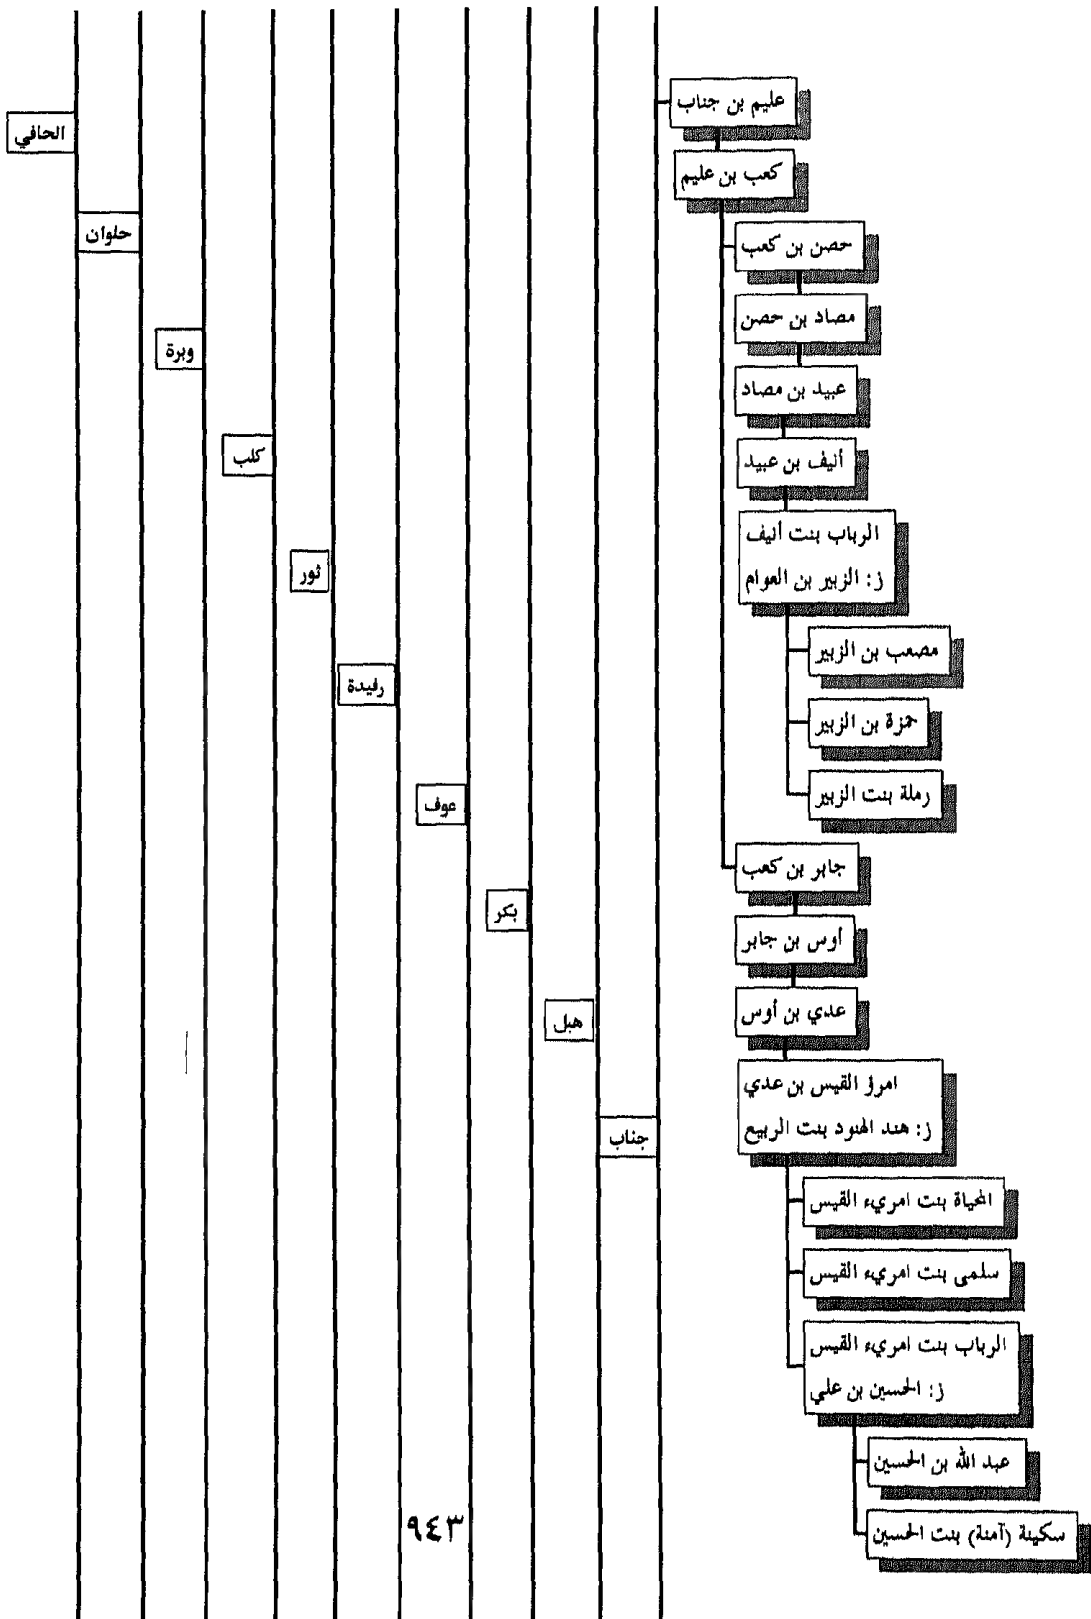 عليم بن جناب
كعب بن عليم
حصن بن كعب
مصاد بن حصن
عبيد بن مصاد
أنيف بن عبيد
الرباب بنت أنيف
ز: الزبير بن العوام
مصعب بن الزبير
حمزة بن الزبير
رملة بنت الزبير
جابر بن كعب
أوس بن جابر
عدي بن أوس
امرؤ القيس بن عدي
ز: هند الهنود بنت الربيع
المحياة بنت امريء القيس
سلمى بنت امريء القيس
الرباب بنت امريء القيس
ز: الحسين بن علي
عبد الله بن الحسين
سكينة (آمنة) بنت الحسين
جناب
هبل
بكر
عوف
رفيدة
ثور
كلب
وبرة
حلوان
الحافي
٩٤٣